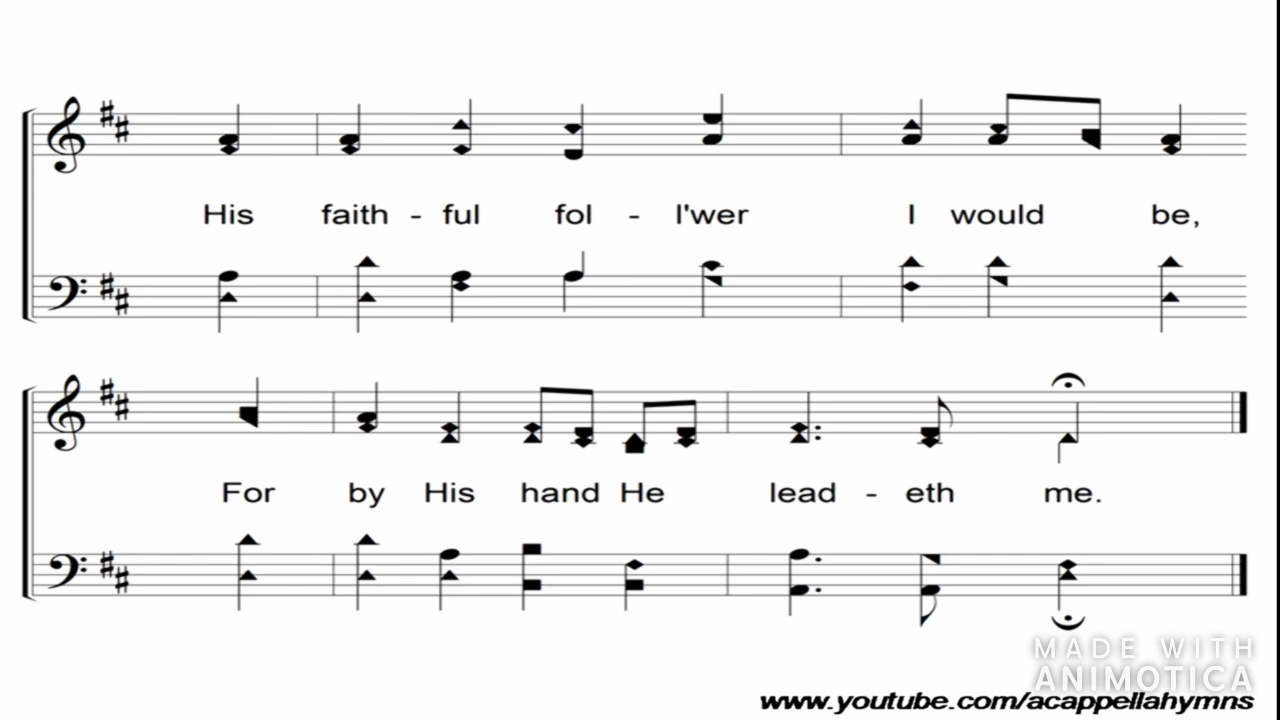 His faith - ful fol - l'wer I would be,
For by His hand He lead - eth me.
MADE WITH
ANIMOTICA
www.youtube.com/acappellahymns